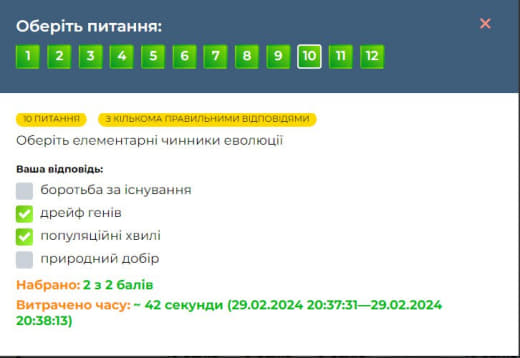 Оберіть питання:
1 2 3 4 5 6 7 8 9 10 11 12
10 ПИТАННЯ З КІЛЬКОМА ПРАВИЛЬНИМИ ВІДПОВІДЯМИ
Оберіть елементарні чинники еволюції
Ваша відповідь:
боротьба за існування
дрейф генів
популяційні хвилі
природний добір
Набрано: 2 з 2 балів
Витрачено часу: ~ 42 секунди (29.02.2024 20:37:31—29.02.2024
20:38:13)